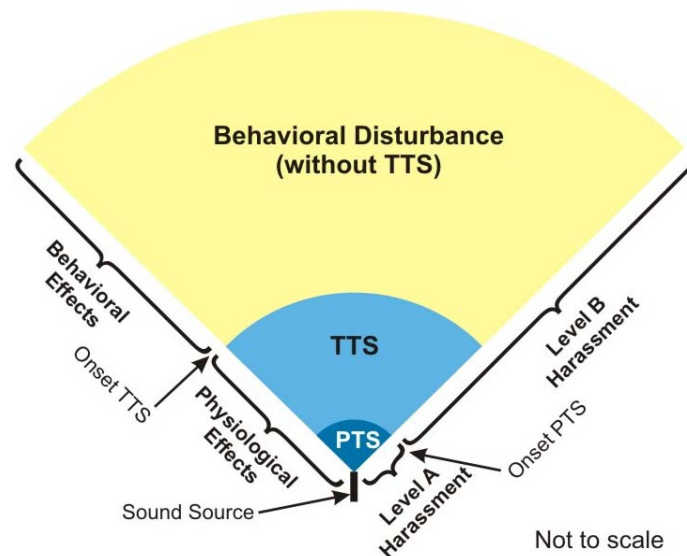 Behavioral Disturbance
(without TTS)
TTS
PTS
Behavioral
Effects
Onset TTS
Physiological
Effects
Sound Source
Level B
Harassment
Onset PTS
Level A
Harassment
Not to scale